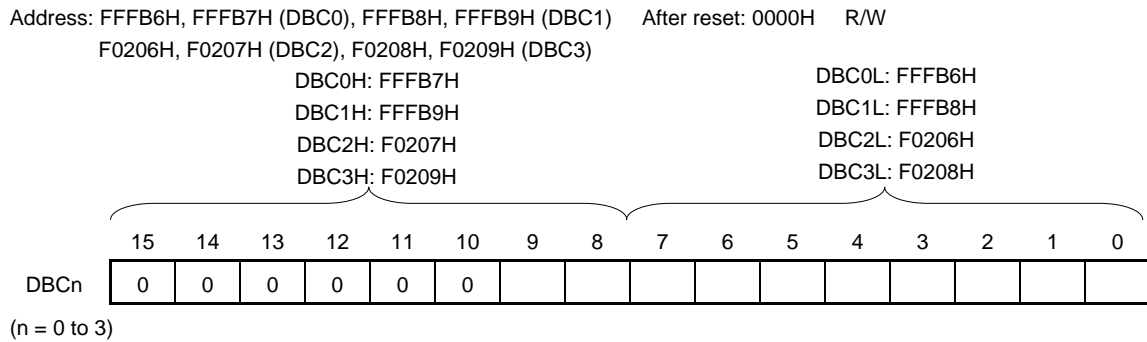 Address: FFFB6H, FFFB7H (DBC0), FFFB8H, FFFB9H (DBC1) After reset: 0000H R/W
F0206H, F0207H (DBC2), F0208H, F0209H (DBC3)
DBC0H: FFFB7H DBC0L: FFFB6H
DBC1H: FFFB9H DBC1L: FFFB8H
DBC2H: F0207H DBC2L: F0206H
DBC3H: F0209H DBC3L: F0208H
15 14 13 12 11 10 9 8 7 6 5 4 3 2 1 0
DBCn 0 0 0 0 0 0
(n = 0 to 3)